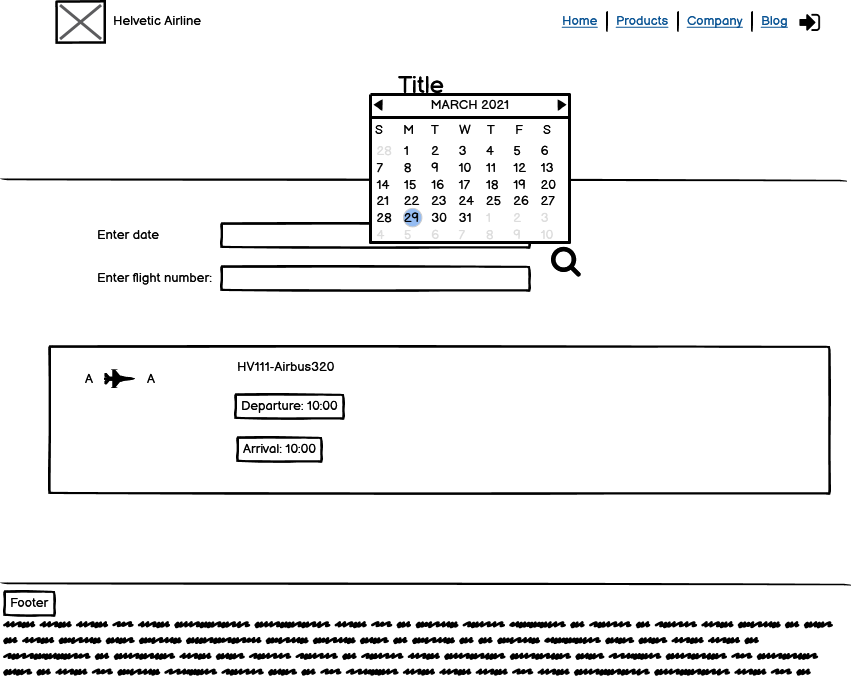 Helvetic Airline
Home | Products | Company | Blog
Title
MARCH 2021
S M T W T F S
28 1 2 3 4 5 6
7 8 9 10 11 12 13
14 15 16 17 18 19 20
21 22 23 24 25 26 27
28 29 30 31 1 2 3
4 5 6 7 8 9 10
Enter date
Enter flight number:
HV111-Airbus320
A A
Departure: 10:00
Arrival: 10:00
Footer